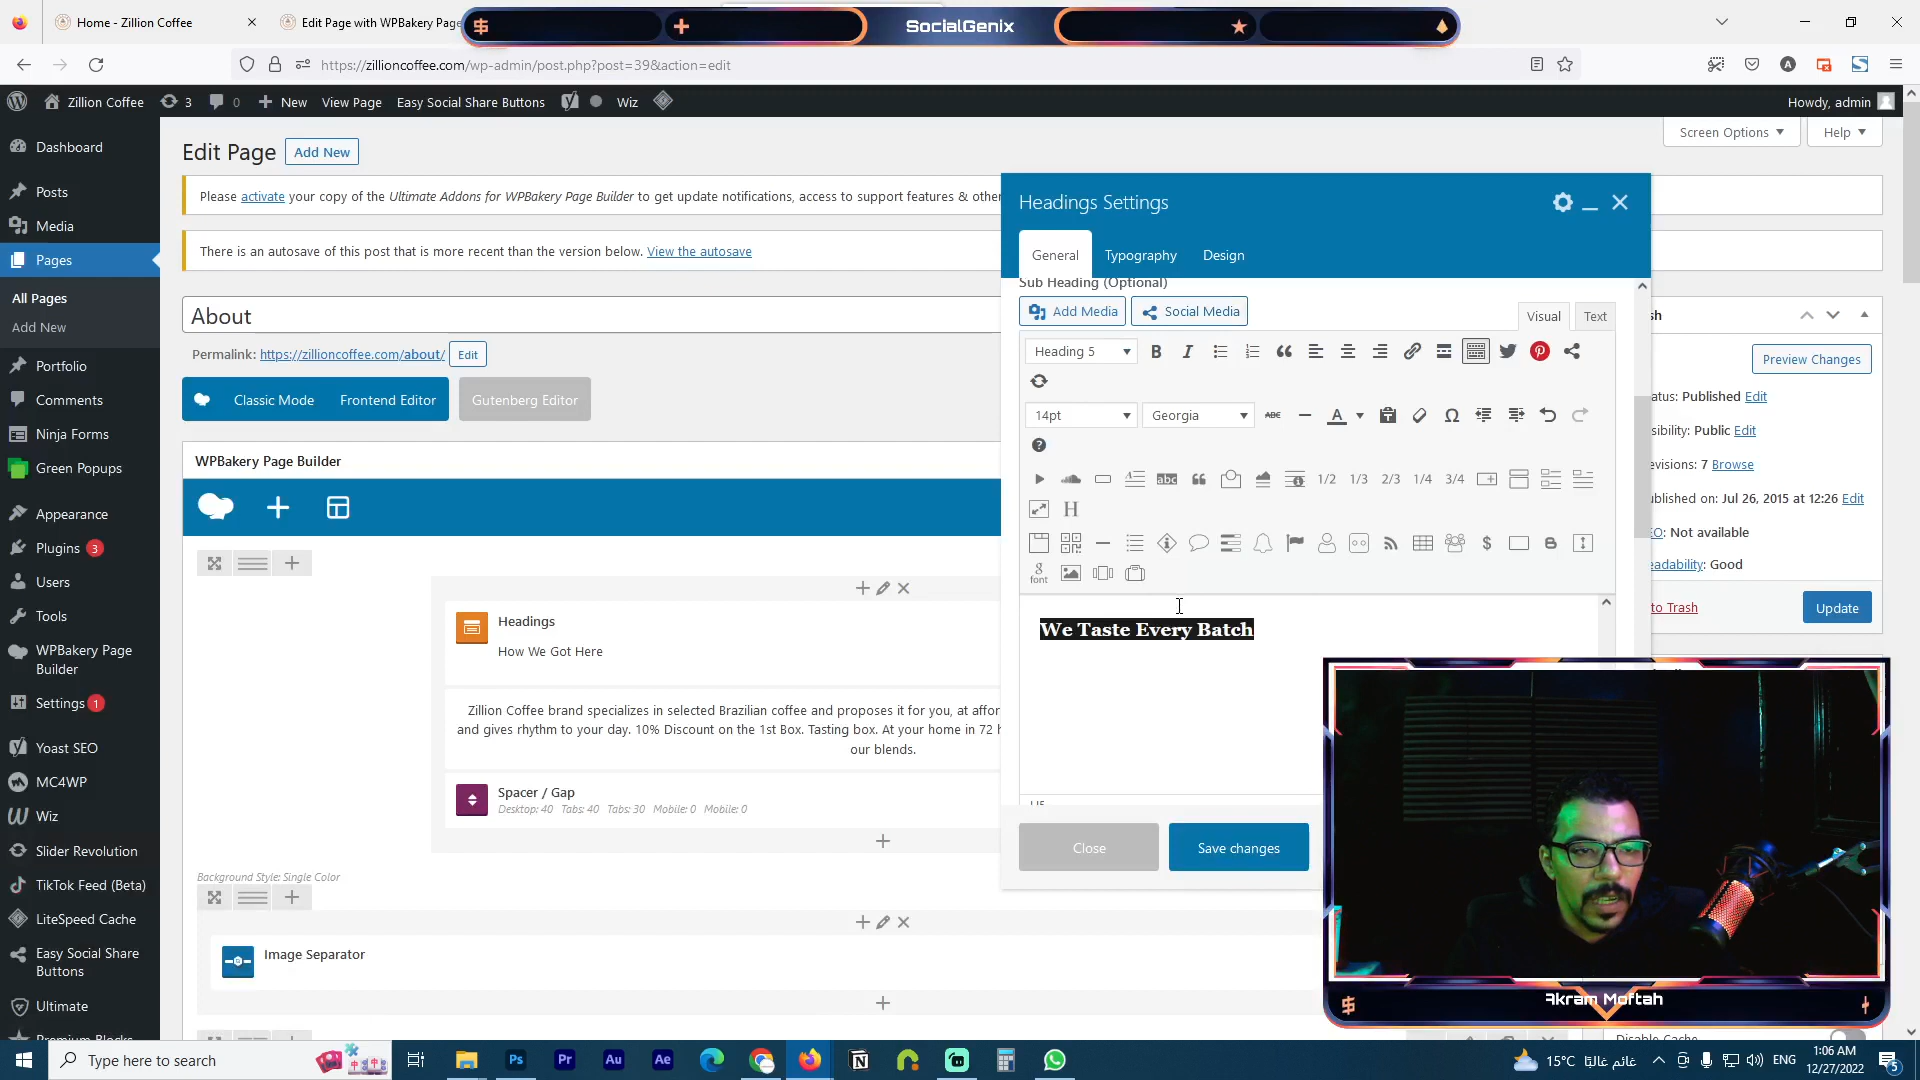 Home - Zillion Coffee
Edit Page with WPBakery Page
SocialGenix
https://zillioncoffee.com/wp-admin/post.php?post=39&action=edit
Zillion Coffee
3
0
New
View Page
Easy Social Share Buttons
Wiz
Howdy, admin
Dashboard
Posts
Media
Pages
All Pages
Add New
Portfolio
Comments
Ninja Forms
Green Popups
Appearance
Plugins 3
Users
Tools
WPBakery Page
Builder
Settings 1
Yoast SEO
MC4WP
Wiz
Slider Revolution
TikTok Feed (Beta)
LiteSpeed Cache
Easy Social Share
Buttons
Ultimate
Premium Blocks
Screen Options
Help
Edit Page
Add New
Please activate your copy of the Ultimate Addons for WPBakery Page Builder to get update notifications, access to support features & other
There is an autosave of this post that is more recent than the version below. View the autosave
About
Permalink: https://zillioncoffee.com/about/
Edit
Classic Mode
Frontend Editor
Gutenberg Editor
WPBakery Page Builder
Headings
How We Got Here
Zillion Coffee brand specializes in selected Brazilian coffee and proposes it for you, at affor
and gives rhythm to your day. 10% Discount on the 1st Box. Tasting box. At your home in 72 h
our blends.
Spacer / Gap
Desktop: 40 Tabs: 40 Tabs: 30 Mobile: 0 Mobile: 0
Background Style: Single Color
Image Separator
Headings Settings
General
Typography
Design
Sub Heading (Optional)
Add Media
Social Media
Visual
Text
Heading 5
14pt
Georgia
ABC
A
abc
1/2
1/3
2/3
1/4
3/4
H
g
font
We Taste Every Batch
H5
Close
Save changes
sh
Preview Changes
atus: Published Edit
sibility: Public Edit
evisions: 7 Browse
ublished on: Jul 26, 2015 at 12:26 Edit
EO: Not available
eadability: Good
to Trash
Update
Disable Cache
Akram Moftah
Type here to search
Ps
Pr
Au
Ae
15°C
غائم غالبًا
ENG
1:06 AM
12/27/2022
5